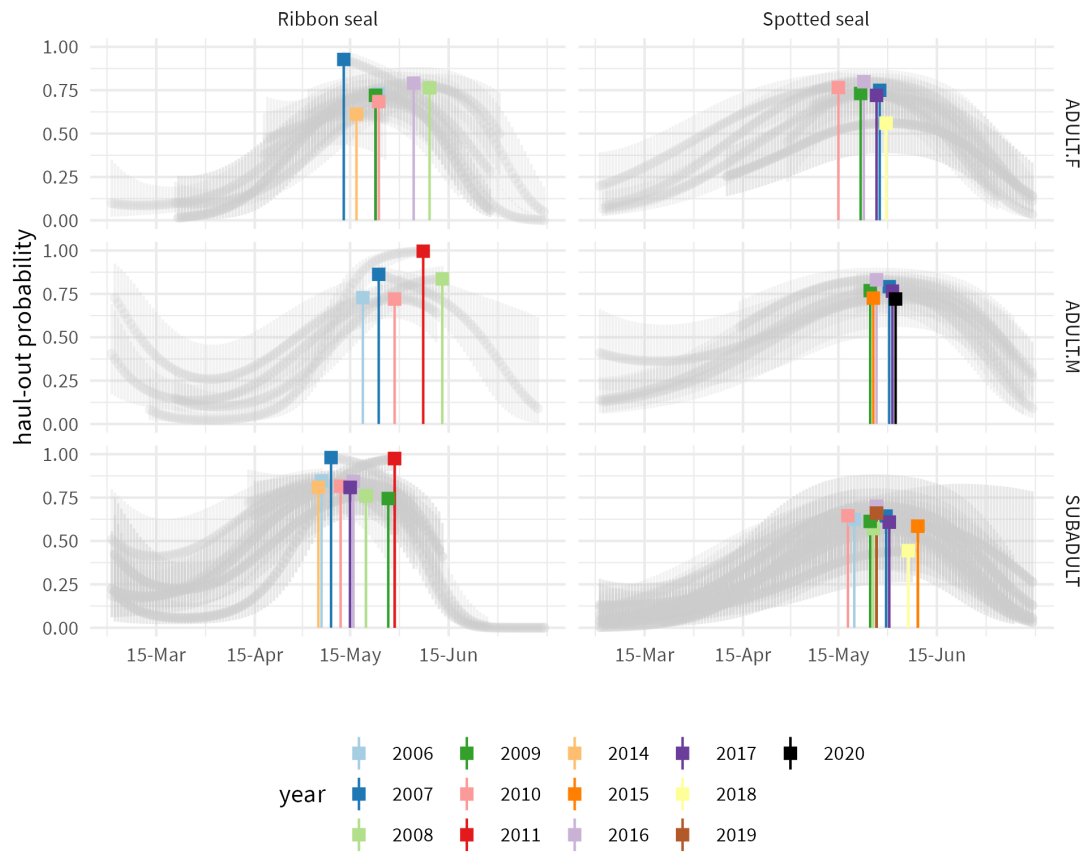 Ribbon seal Spotted seal
haul-out probability
1.00
0.75
0.50
0.25
0.00
ADULT.F
1.00
0.75
0.50
0.25
0.00
ADULT.M
1.00
0.75
0.50
0.25
0.00
SUBADULT
15-Mar 15-Apr 15-May 15-Jun 15-Mar 15-Apr 15-May 15-Jun
2006 2009 2014 2017 2020
year 2007 2010 2015 2018
2008 2011 2016 2019